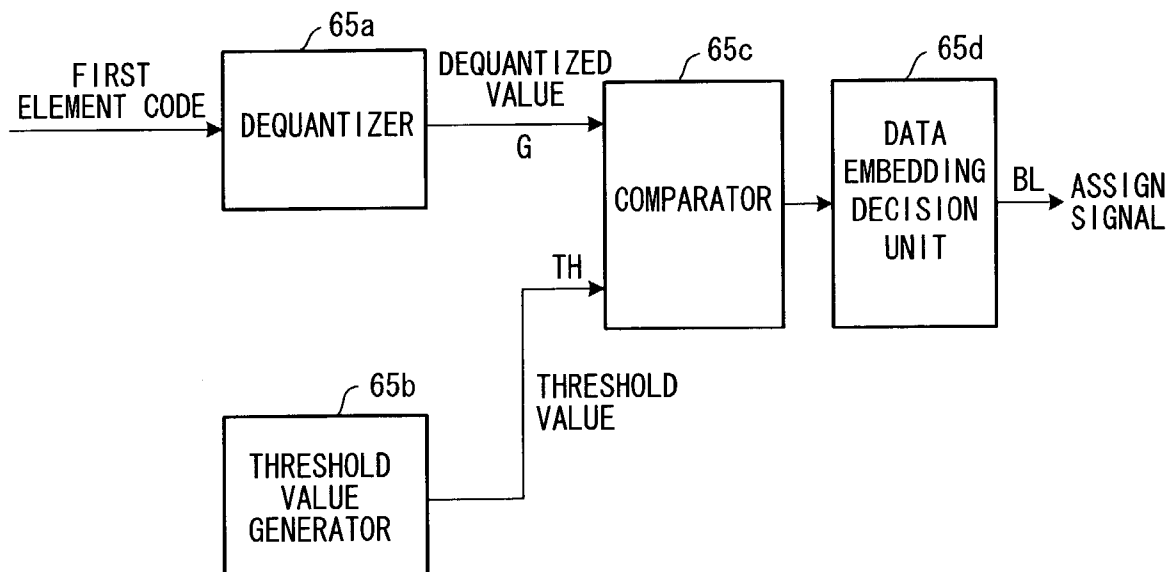 65a
FIRST
ELEMENT CODE
DEQUANTIZER
DEQUANTIZED
VALUE
G
65c
COMPARATOR
65d
DATA
EMBEDDING
DECISION
UNIT
BL
ASSIGN
SIGNAL
TH
THRESHOLD
VALUE
65b
THRESHOLD
VALUE
GENERATOR